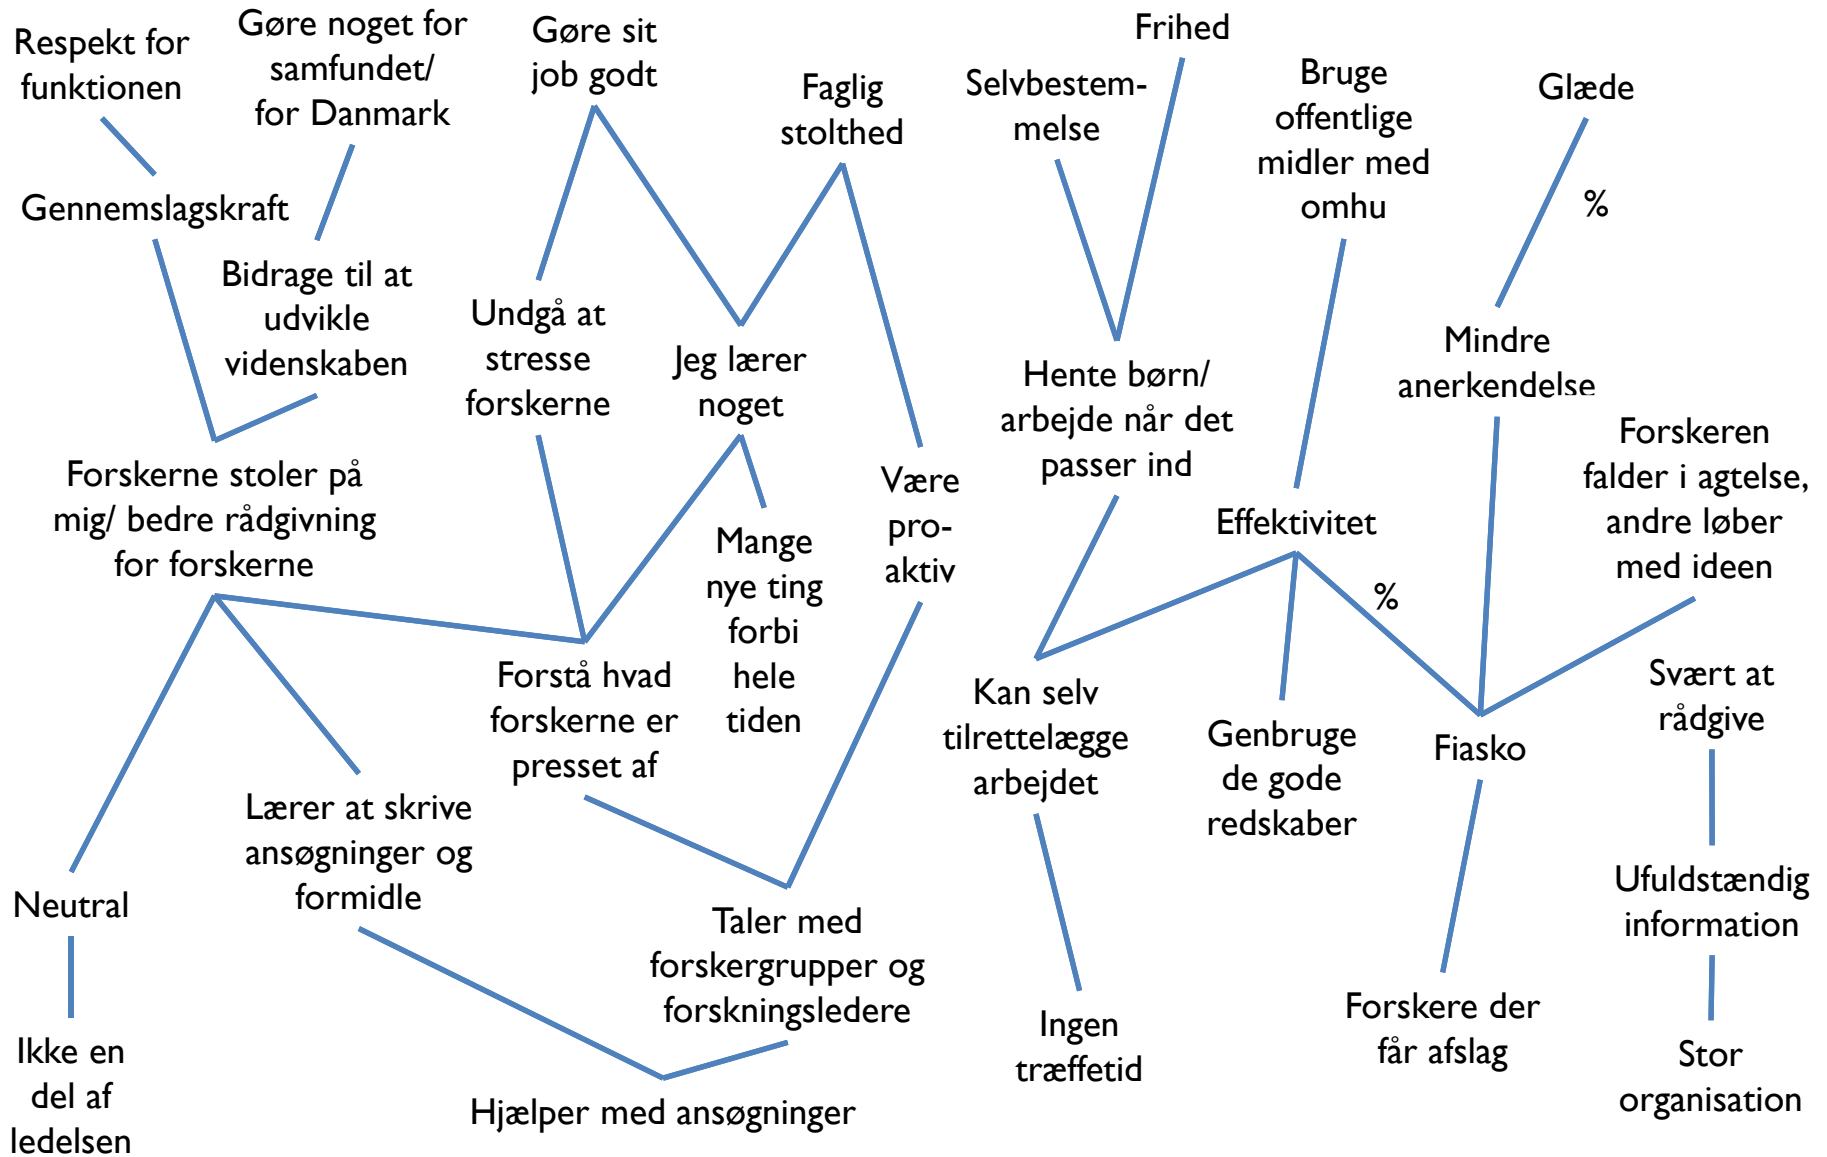 Respekt for
funktionen
Gøre noget for
samfundet/
for Danmark
Gøre sit
job godt
Faglig
stolthed
Selvbestem-
melse
Frihed
Bruge
offentlige
midler med
omhu
Glæde
%
Gennemslagskraft
Bidrage til at
udvikle
videnskaben
Undgå at
stresse
forskerne
Jeg lærer
noget
Hente børn/
arbejde når det
passer ind
Mindre
anerkendelse
Forskeren
falder i agtelse,
andre løber
med ideen
Forskerne stoler på
mig/ bedre rådgivning
for forskerne
Mange
nye ting
forbi
hele
tiden
Være
pro-
aktiv
Effektivitet
%
Forstå hvad
forskerne er
presset af
Kan selv
tilrettelægge
arbejdet
Genbruge
de gode
redskaber
Fiasko
Svært at
rådgive
Lærer at skrive
ansøgninger og
formidle
Neutral
Taler med
forskergrupper og
forskningsledere
Ufuldstændig
information
Ikke en
del af
ledelsen
Hjælper med ansøgninger
Ingen
træffetid
Forskere der
får afslag
Stor
organisation